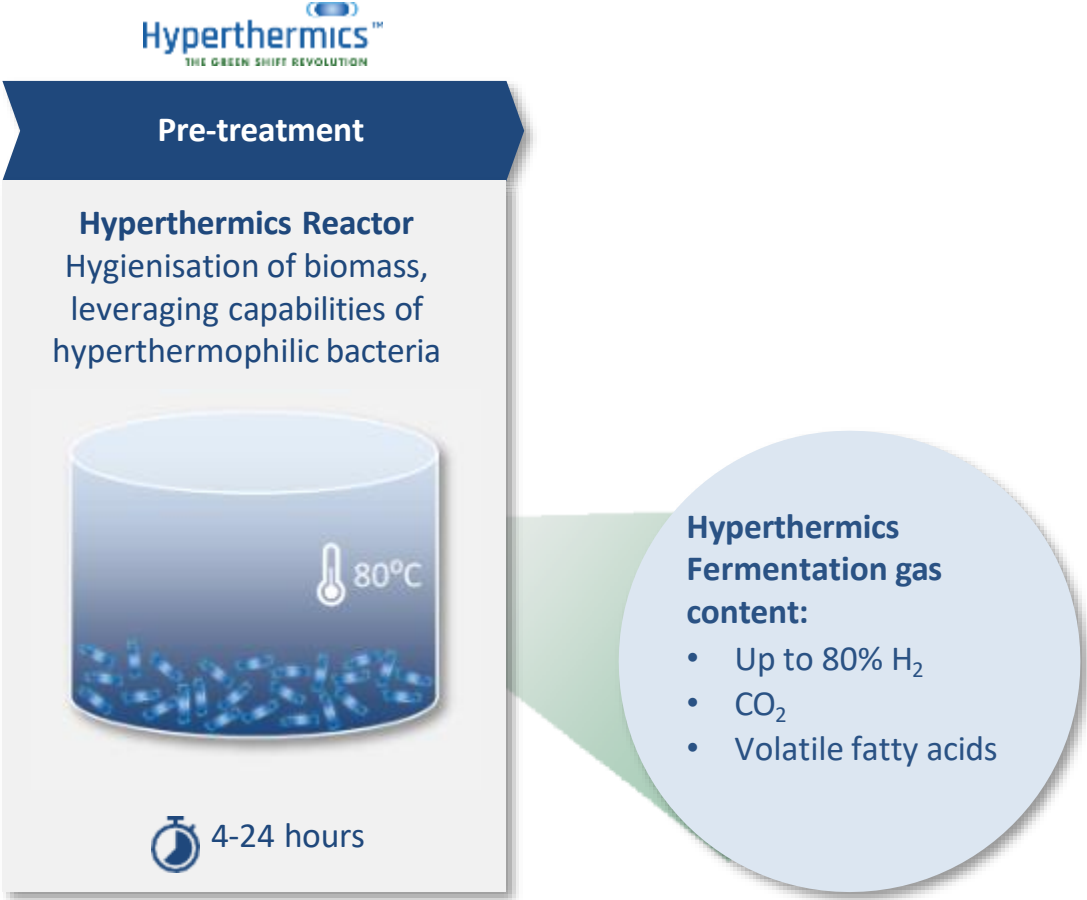 Hyperthermics™
THE GREEN SHIFT REVOLUTION
Pre-treatment
Hyperthermics Reactor
Hygienisation of biomass,
leveraging capabilities of
hyperthermophilic bacteria
80°C
4-24 hours
Hyperthermics
Fermentation gas
content:
• Up to 80% H₂
• CO₂
• Volatile fatty acids